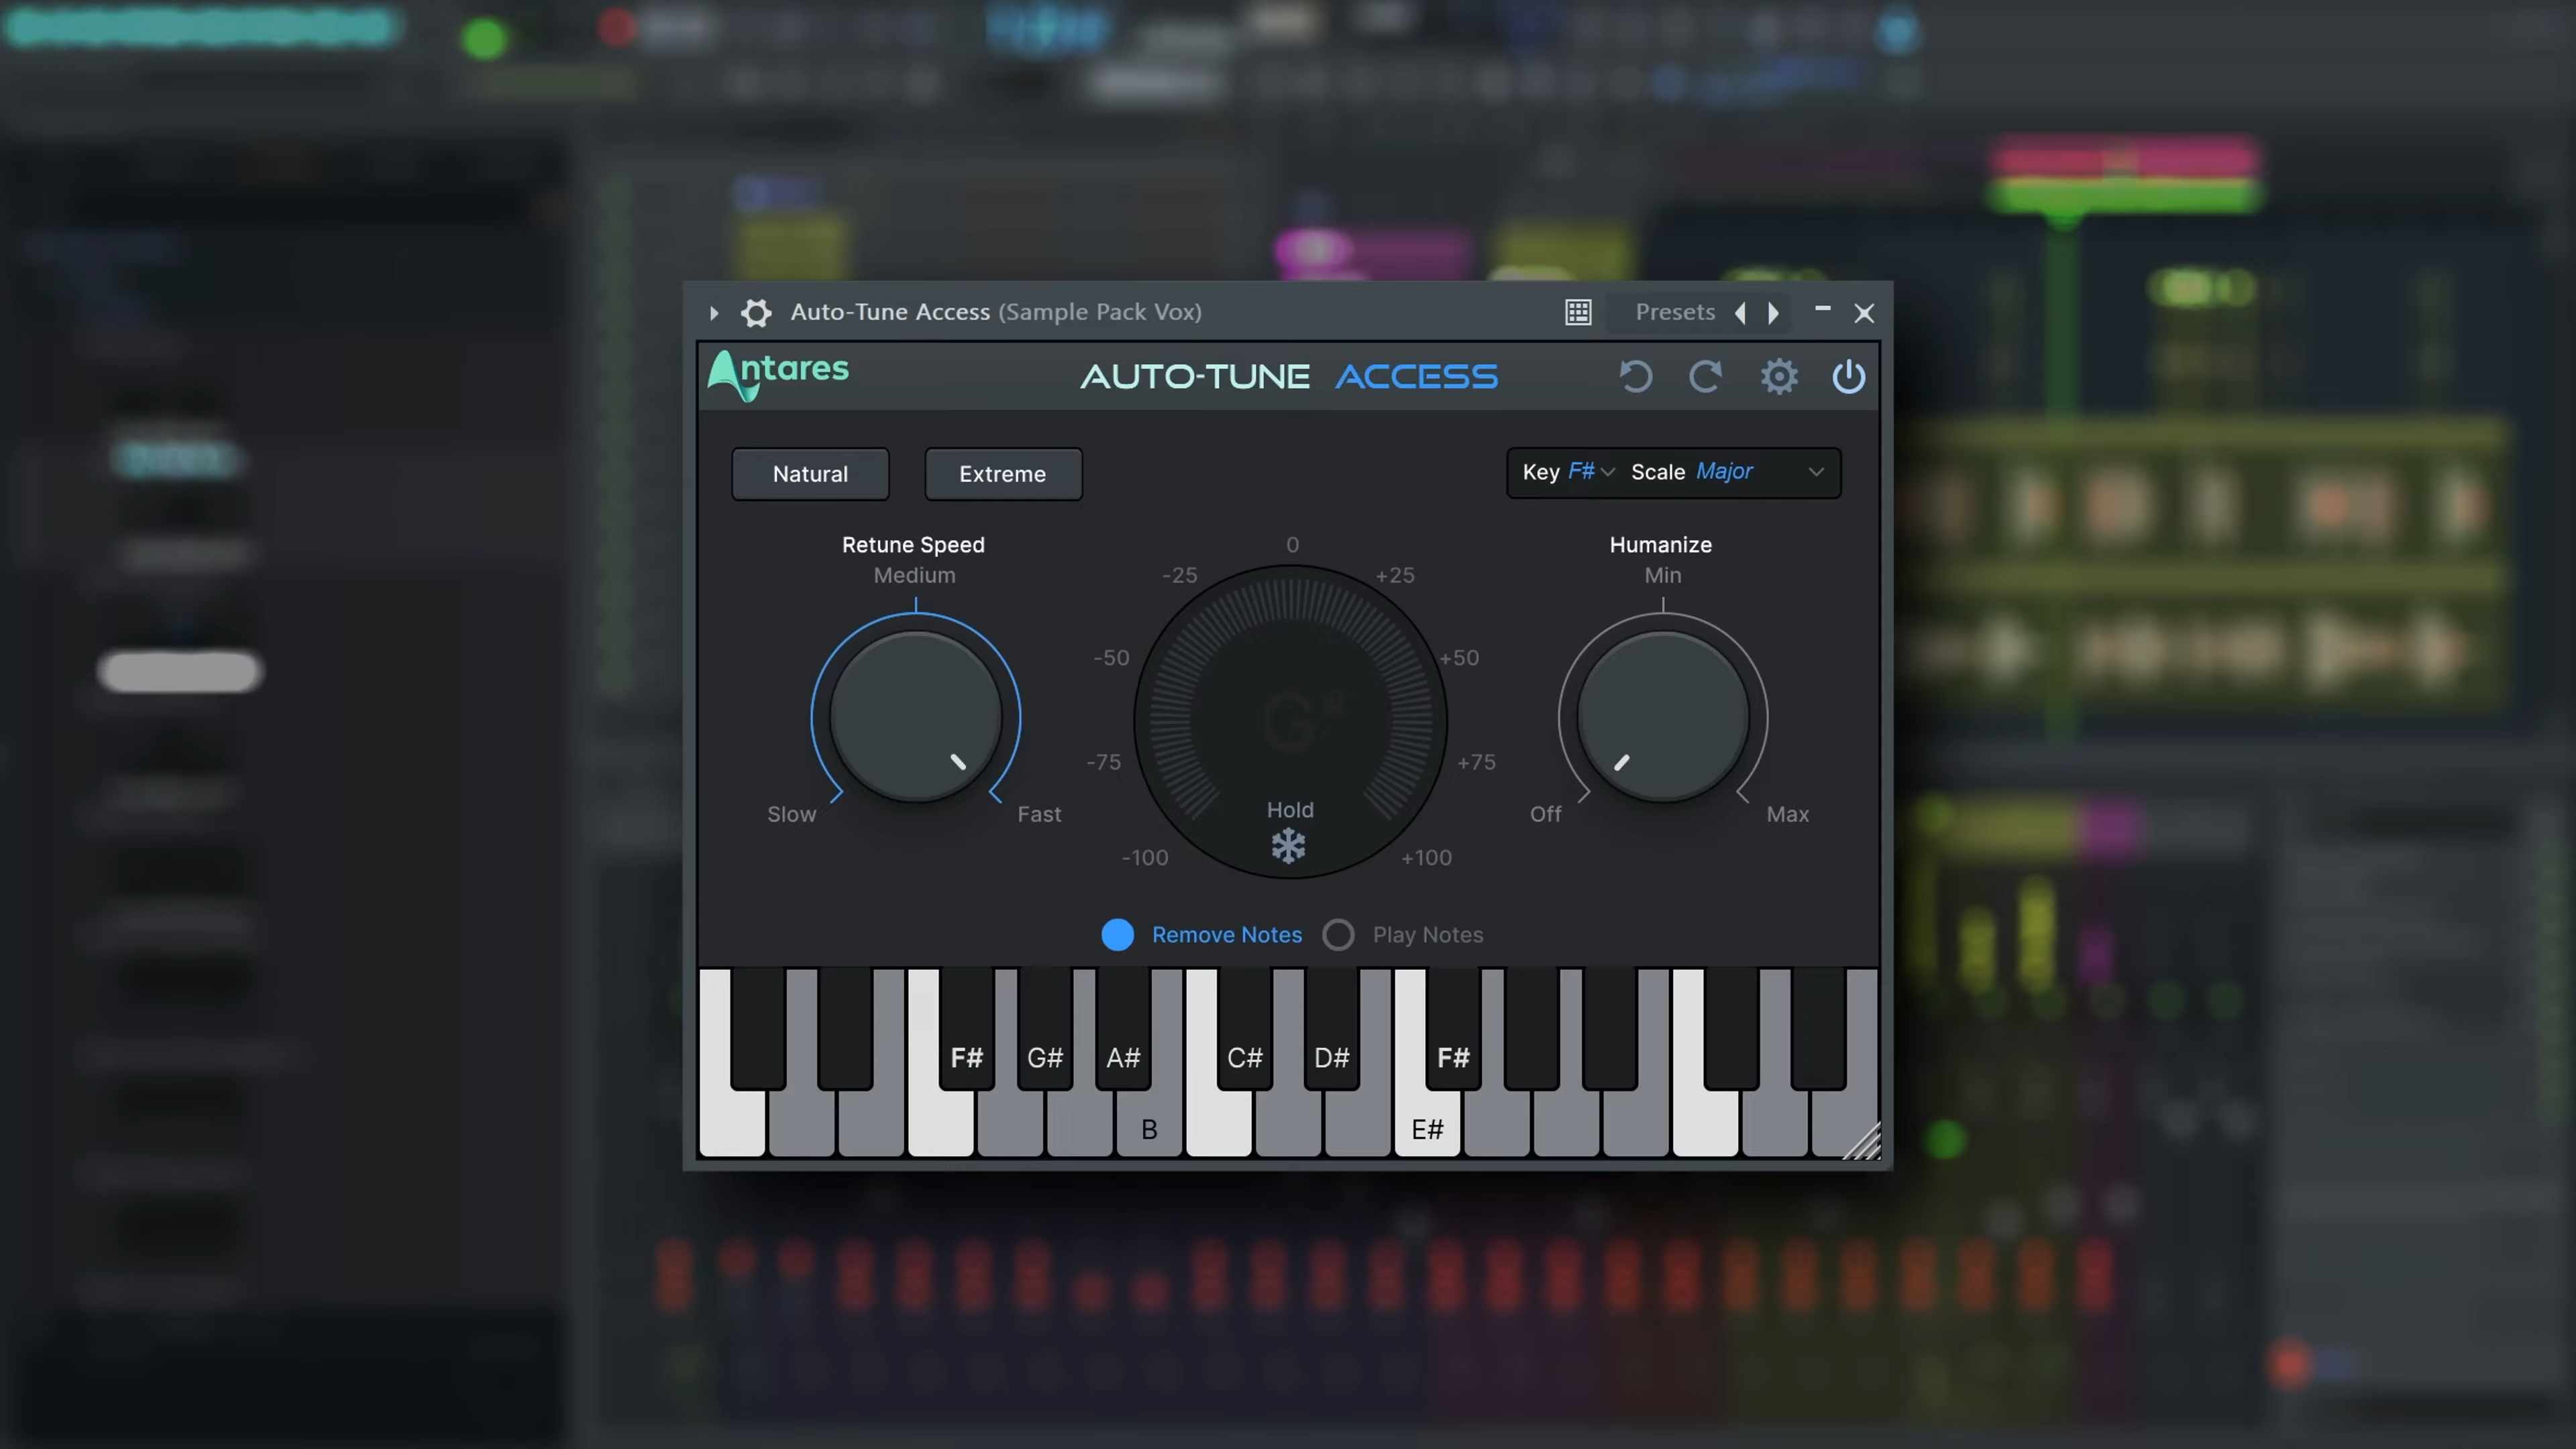 Auto-Tune Access (Sample Pack Vox)
Presets
Antares
AUTO-TUNE ACCESS
Natural
Extreme
Key F# Scale Major
Retune Speed
Medium
Slow
Fast
0
-25
+25
-50
+50
-75
+75
-100
+100
G#
Hold
Humanize
Min
Off
Max
Remove Notes
Play Notes
F#
G#
A#
C#
D#
F#
B
E#